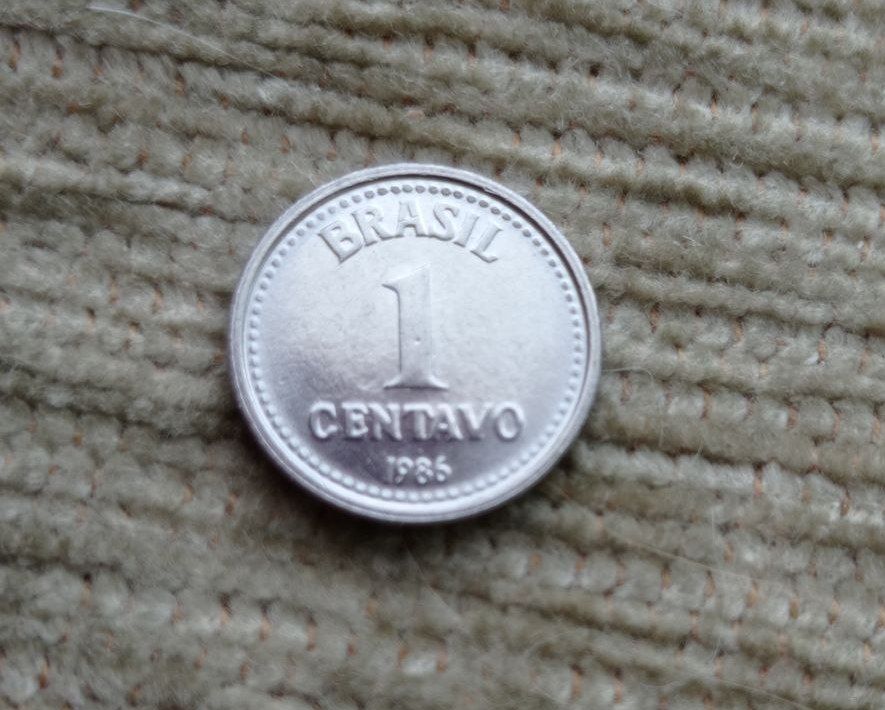 BRASIL
1
CENTAVO
1986